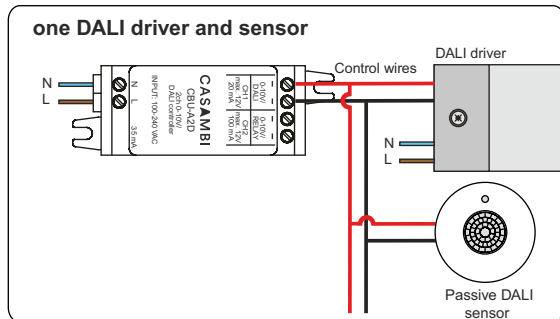 one DALI driver and sensor
DALI driver
Control wires
N
L
N
L
INPUT: 100-240 VAC
35 mA
CASAMBI
CBU-A2D
2ch 0-10V/
DALI controller
0-10V/
DALI
CH1
max. 12V
20 mA
0-10V/
RELAY
CH2
max. 12V
100 mA
N
L
Passive DALI
sensor